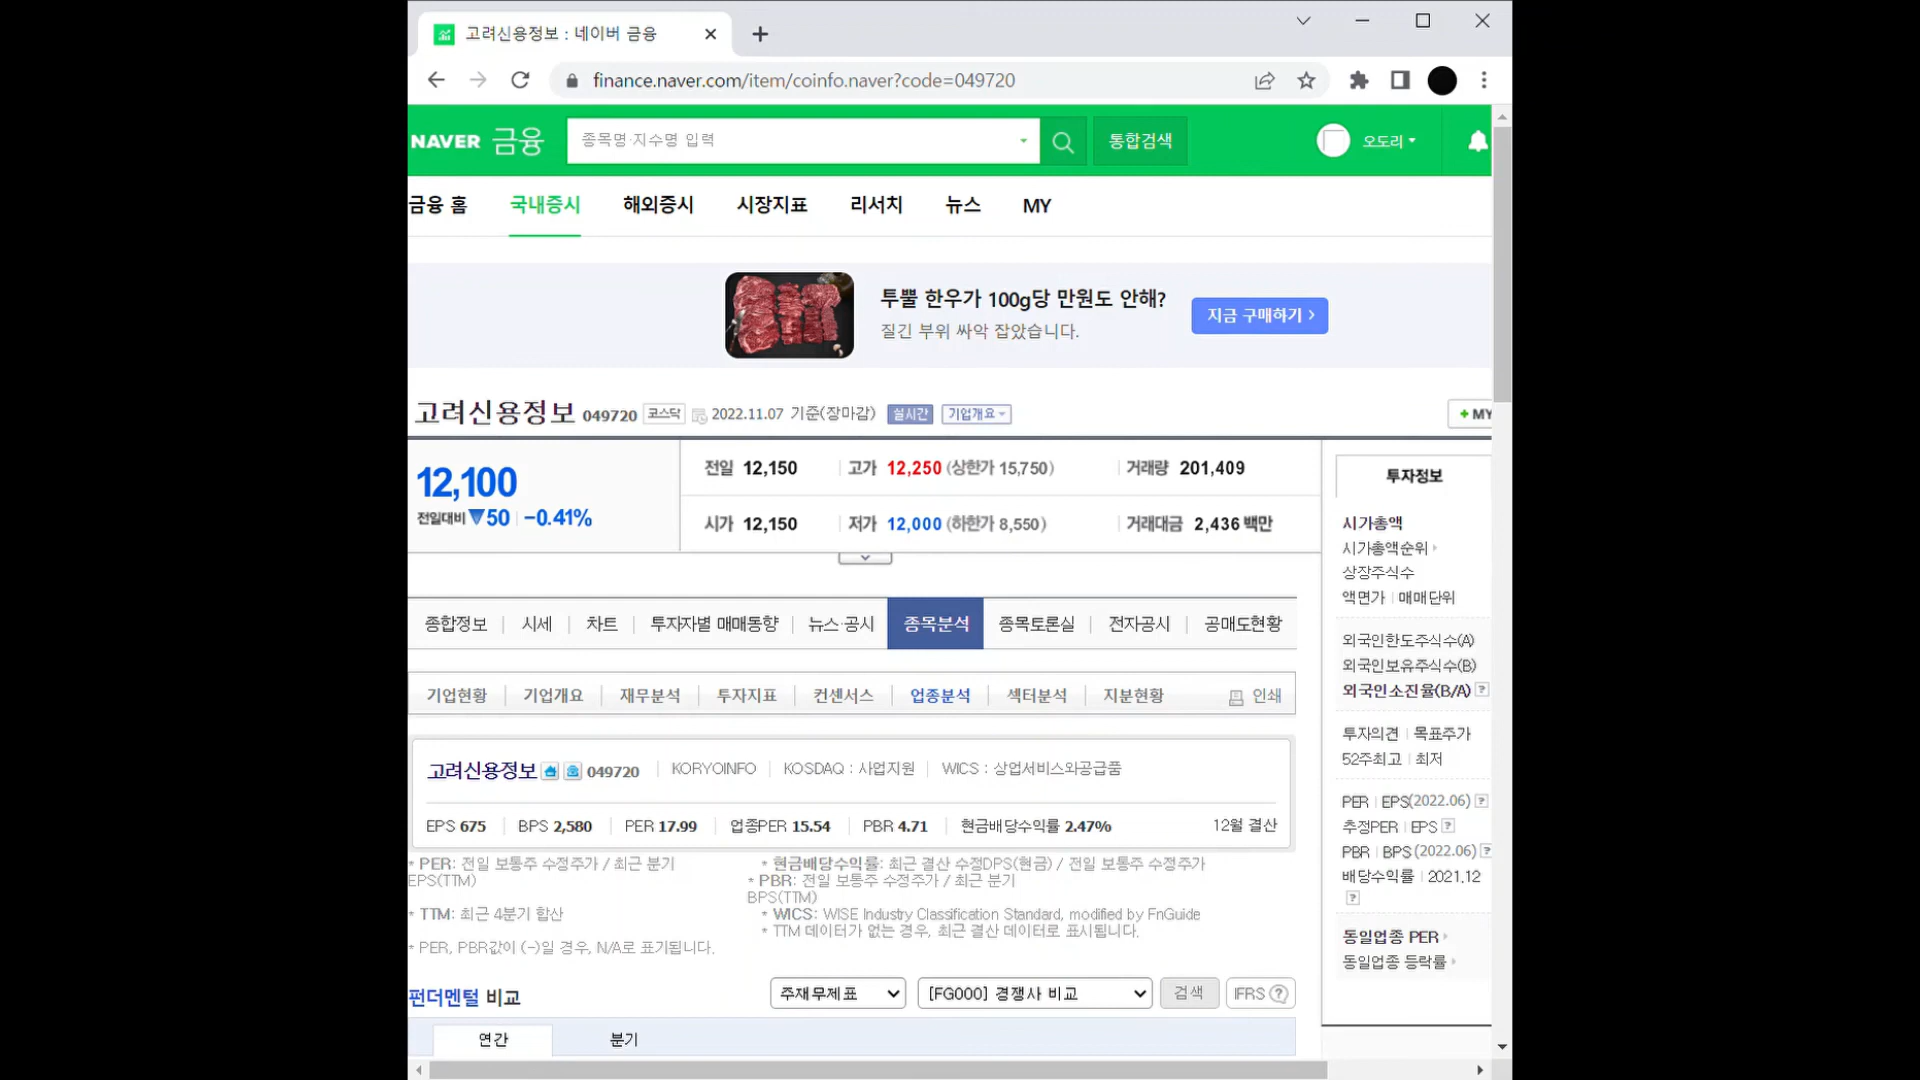 고려신용정보 : 네이버 금융
finance.naver.com/item/coinfo.naver?code=049720
NAVER 금융 종목명·지수명 입력 통합검색 오도리
금융 홈 국내증시 해외증시 시장지표 리서치 뉴스 MY
투뿔 한우가 100g당 만원도 안해?
질긴 부위 싸악 잡았습니다.
지금 구매하기 >
고려신용정보 049720 코스닥 2022.11.07 기준(장마감) 실시간 기업개요 + MY
12,100
전일대비 ▼50 | -0.41%
전일 12,150 고가 12,250 (상한가 15,750) 거래량 201,409
시가 12,150 저가 12,000 (하한가 8,550) 거래대금 2,436 백만
종합정보 시세 차트 투자자별 매매동향 뉴스·공시 종목분석 종목토론실 전자공시 공매도현황
기업현황 기업개요 재무분석 투자지표 컨센서스 업종분석 섹터분석 지분현황 인쇄
고려신용정보 049720 KORYOINFO KOSDAQ : 사업지원 WICS : 상업서비스와공급품
EPS 675 BPS 2,580 PER 17.99 업종PER 15.54 PBR 4.71 현금배당수익률 2.47% 12월 결산
* PER: 전일 보통주 수정주가 / 최근 분기
EPS(TTM)
* TTM: 최근 4분기 합산
* PER, PBR값이 (-)일 경우, N/A로 표기됩니다.
* 현금배당수익률: 최근 결산 수정DPS(현금) / 전일 보통주 수정주가
* PBR: 전일 보통주 수정주가 / 최근 분기
BPS(TTM)
* WICS: WISE Industry Classification Standard, modified by FnGuide
* TTM 데이터가 없는 경우, 최근 결산 데이터로 표시됩니다.
펀더멘털 비교 주재무제표 [FG000] 경쟁사 비교 검색 IFRS ?
연간 분기
투자정보
시가총액
시가총액순위
상장주식수
액면가 | 매매단위
외국인한도주식수(A)
외국인보유주식수(B)
외국인소진율(B/A) ?
투자의견 | 목표주가
52주최고 | 최저
PER | EPS(2022.06) ?
추정PER | EPS ?
PBR | BPS (2022.06) ?
배당수익률 | 2021.12
?
동일업종 PER
동일업종 등락률